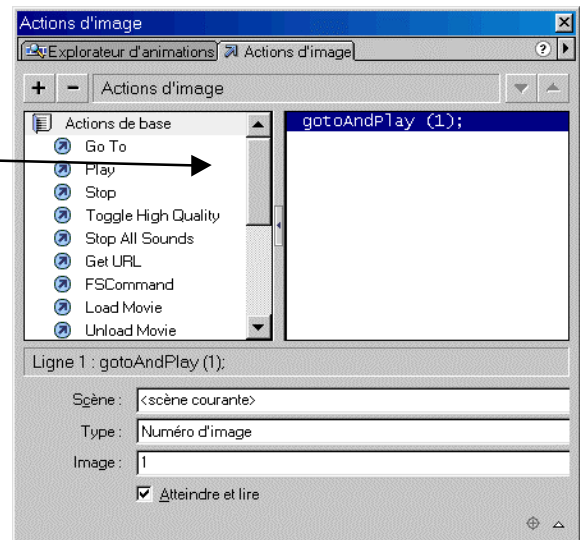 Actions d'image
Explorateur d'animations Actions d'image ?
+ - Actions d'image
Actions de base
Go To
Play
Stop
Toggle High Quality
Stop All Sounds
Get URL
FSCommand
Load Movie
Unload Movie
gotoAndPlay (1);
Ligne 1 : gotoAndPlay (1);
Scène : <scène courante>
Type : Numéro d'image
Image : 1
Atteindre et lire